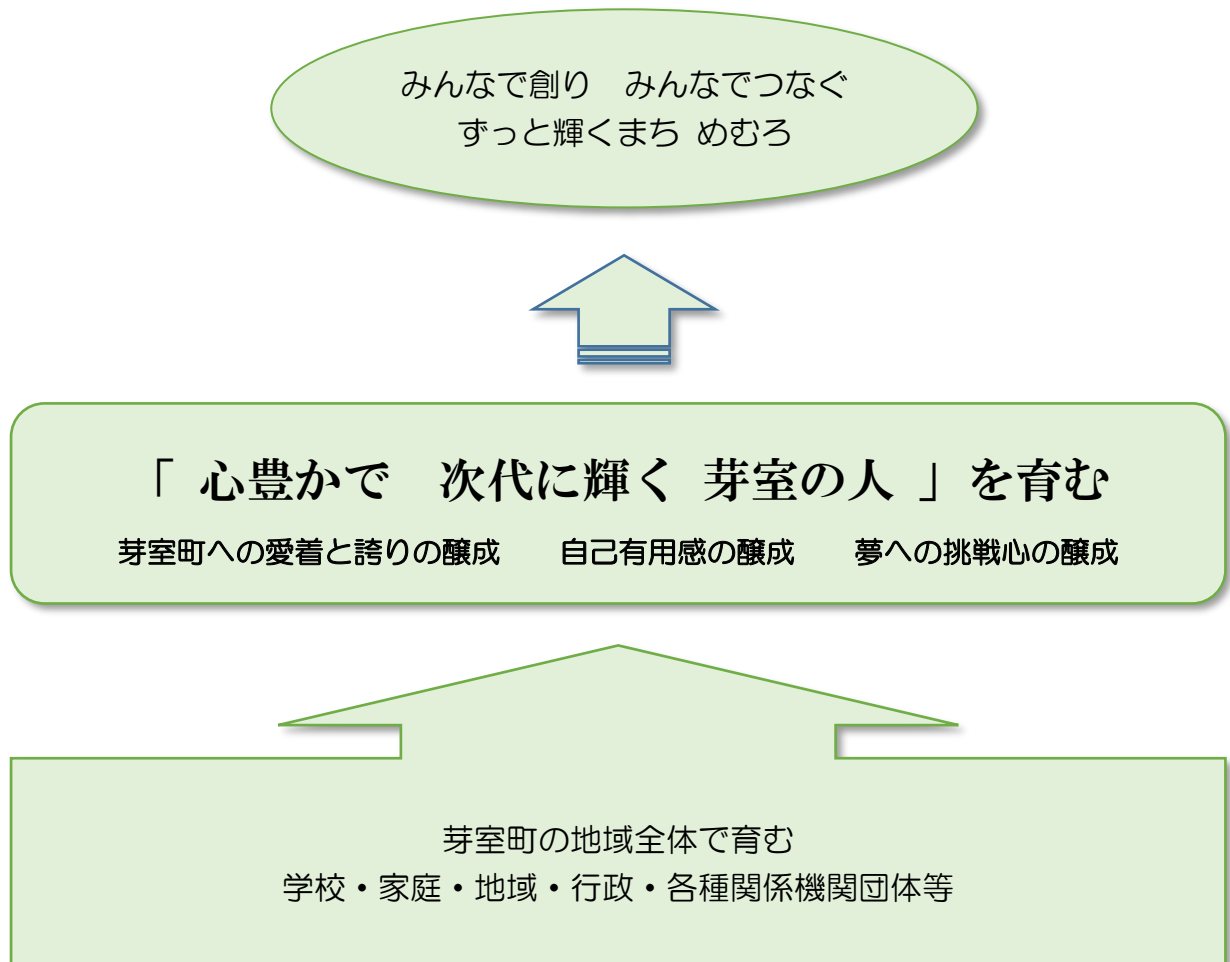 みんなで創り　みんなでつなぐ
ずっと輝くまち めむろ
「 心豊かで　次代に輝く 芽室の人 」を育む
芽室町への愛着と誇りの醸成　　自己有用感の醸成　　夢への挑戦心の醸成
芽室町の地域全体で育む
学校・家庭・地域・行政・各種関係機関団体等